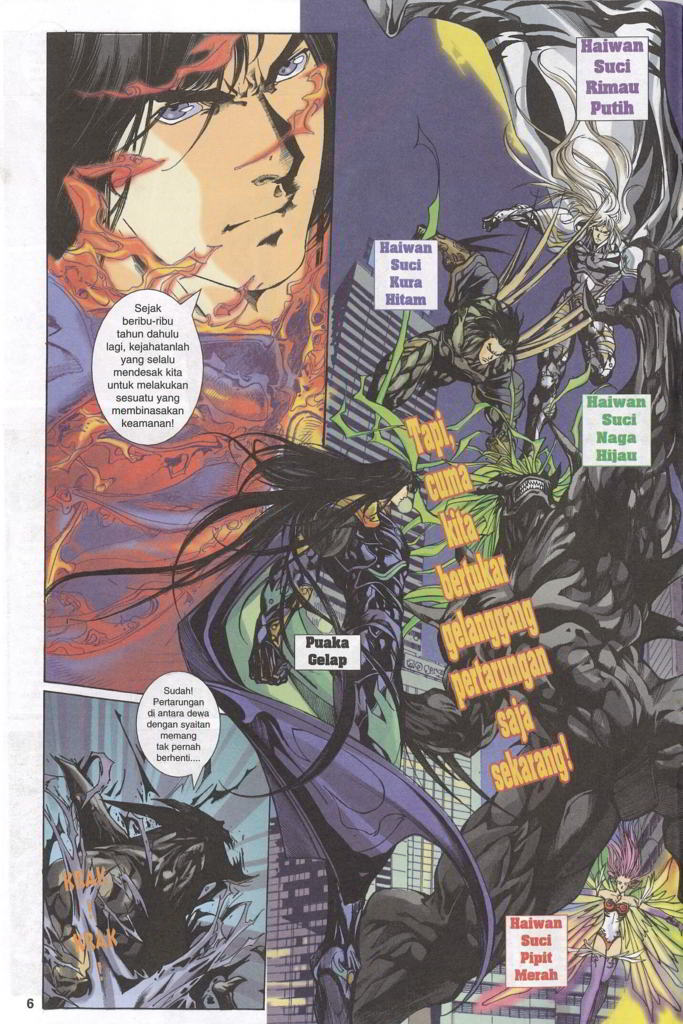 Sejak
beribu-ribu
tahun dahulu
lagi, kejahatanlah
yang selalu
mendesak kita
untuk melakukan
sesuatu yang
membinasakan
keamanan!
Haiwan
Suci
Rimau
Putih
Haiwan
Suci
Kura
Hitam
Haiwan
Suci
Naga
Hijau
Tapi,
cuma
kita
bertukar
gelanggang
pertarungan
saja
sekarang!
Puaka
Gelap
Sudah!
Pertarungan
di antara dewa
dengan syaitan
memang
tak pernah
berhenti....
KRAK
!
KRAK
!
Haiwan
Suci
Pipit
Merah
6